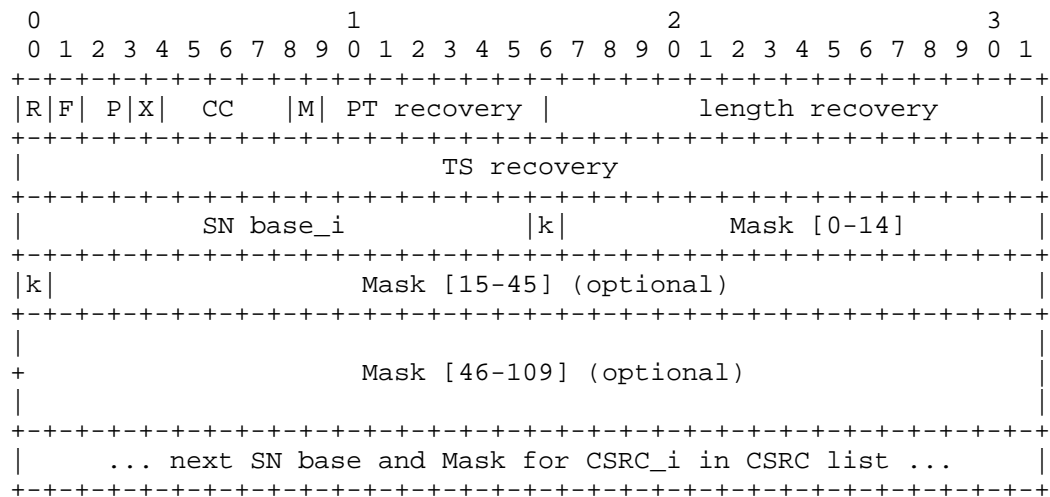 0                   1                   2                   3
 0 1 2 3 4 5 6 7 8 9 0 1 2 3 4 5 6 7 8 9 0 1 2 3 4 5 6 7 8 9 0 1
+-+-+-+-+-+-+-+-+-+-+-+-+-+-+-+-+-+-+-+-+-+-+-+-+-+-+-+-+-+-+-+-+
|R|F| P|X|  CC   |M| PT recovery |        length recovery        |
+-+-+-+-+-+-+-+-+-+-+-+-+-+-+-+-+-+-+-+-+-+-+-+-+-+-+-+-+-+-+-+-+
|                          TS recovery                          |
+-+-+-+-+-+-+-+-+-+-+-+-+-+-+-+-+-+-+-+-+-+-+-+-+-+-+-+-+-+-+-+-+
|           SN base_i           |k|          Mask [0-14]        |
+-+-+-+-+-+-+-+-+-+-+-+-+-+-+-+-+-+-+-+-+-+-+-+-+-+-+-+-+-+-+-+-+
|k|                   Mask [15-45] (optional)                   |
+-+-+-+-+-+-+-+-+-+-+-+-+-+-+-+-+-+-+-+-+-+-+-+-+-+-+-+-+-+-+-+-+
|                                                               |
+                     Mask [46-109] (optional)                  |
|                                                               |
+-+-+-+-+-+-+-+-+-+-+-+-+-+-+-+-+-+-+-+-+-+-+-+-+-+-+-+-+-+-+-+-+
|     ... next SN base and Mask for CSRC_i in CSRC list ...     |
+-+-+-+-+-+-+-+-+-+-+-+-+-+-+-+-+-+-+-+-+-+-+-+-+-+-+-+-+-+-+-+-+